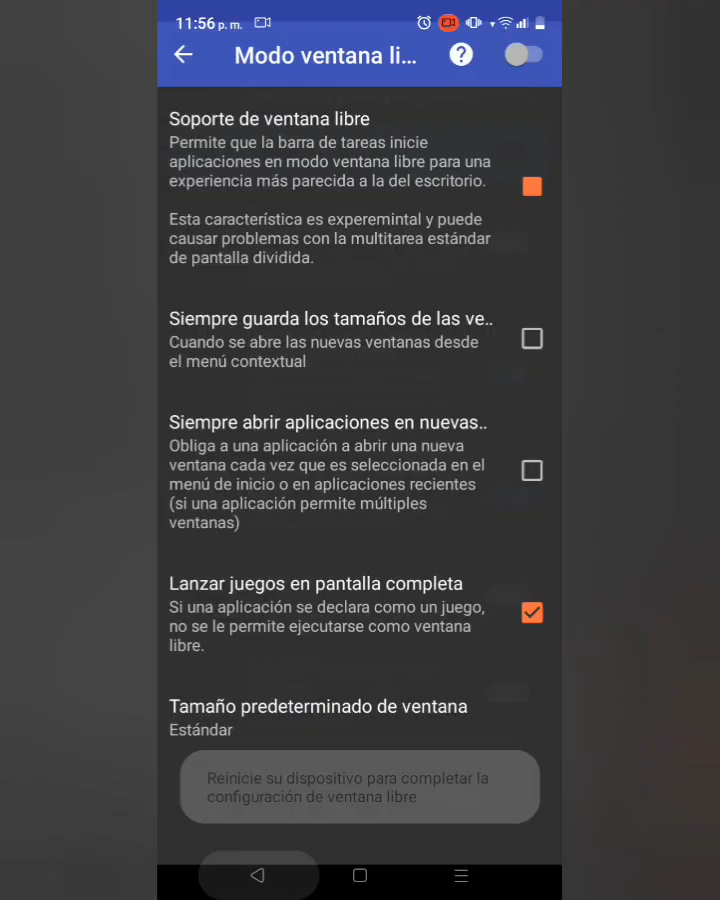 11:56 p. m.
Modo ventana li...
Soporte de ventana libre
Permite que la barra de tareas inicie
aplicaciones en modo ventana libre para una
experiencia más parecida a la del escritorio.
Esta característica es experemintal y puede
causar problemas con la multitarea estándar
de pantalla dividida.
Siempre guarda los tamaños de las ve..
Cuando se abre las nuevas ventanas desde
el menú contextual
Siempre abrir aplicaciones en nuevas..
Obliga a una aplicación a abrir una nueva
ventana cada vez que es seleccionada en el
menú de inicio o en aplicaciones recientes
(si una aplicación permite múltiples
ventanas)
Lanzar juegos en pantalla completa
Si una aplicación se declara como un juego,
no se le permite ejecutarse como ventana
libre.
Tamaño predeterminado de ventana
Estándar
Reinicie su dispositivo para completar la
configuración de ventana libre